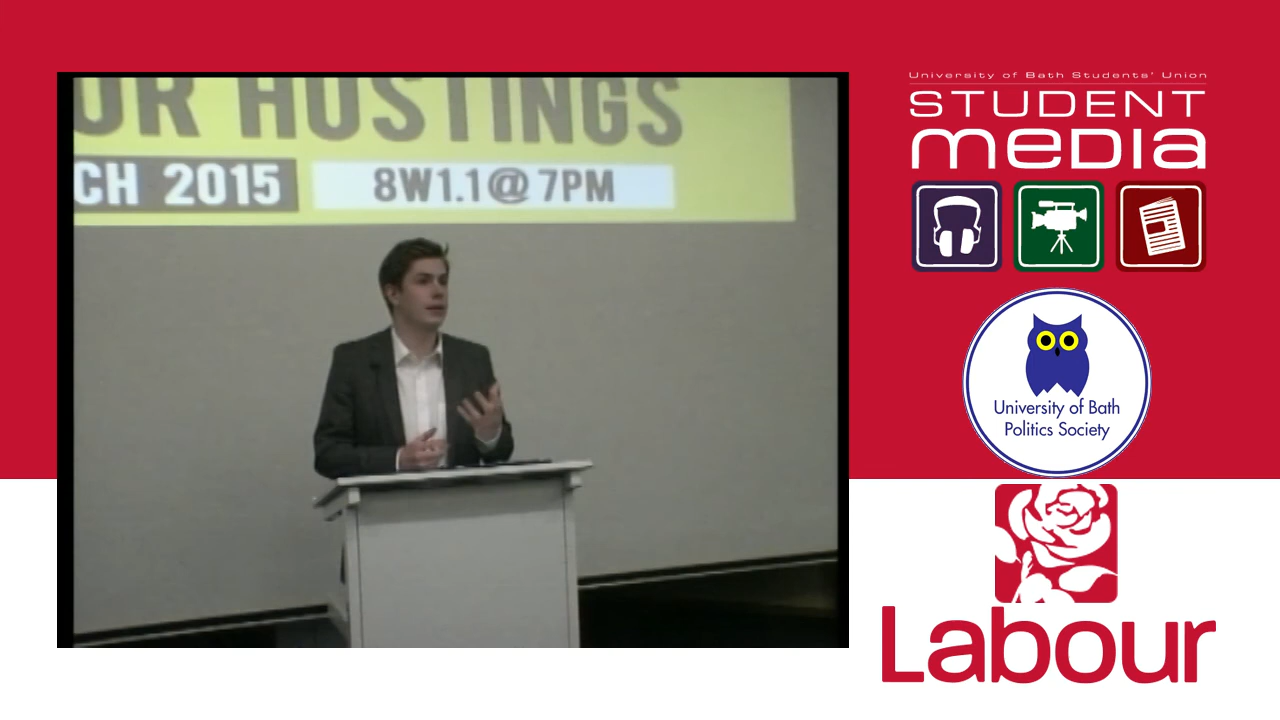 OR HOSTINGS
CH 2015
8W1.1@ 7PM
University of Bath Students' Union
STUDENT
meDIa
University of Bath
Politics Society
Labour